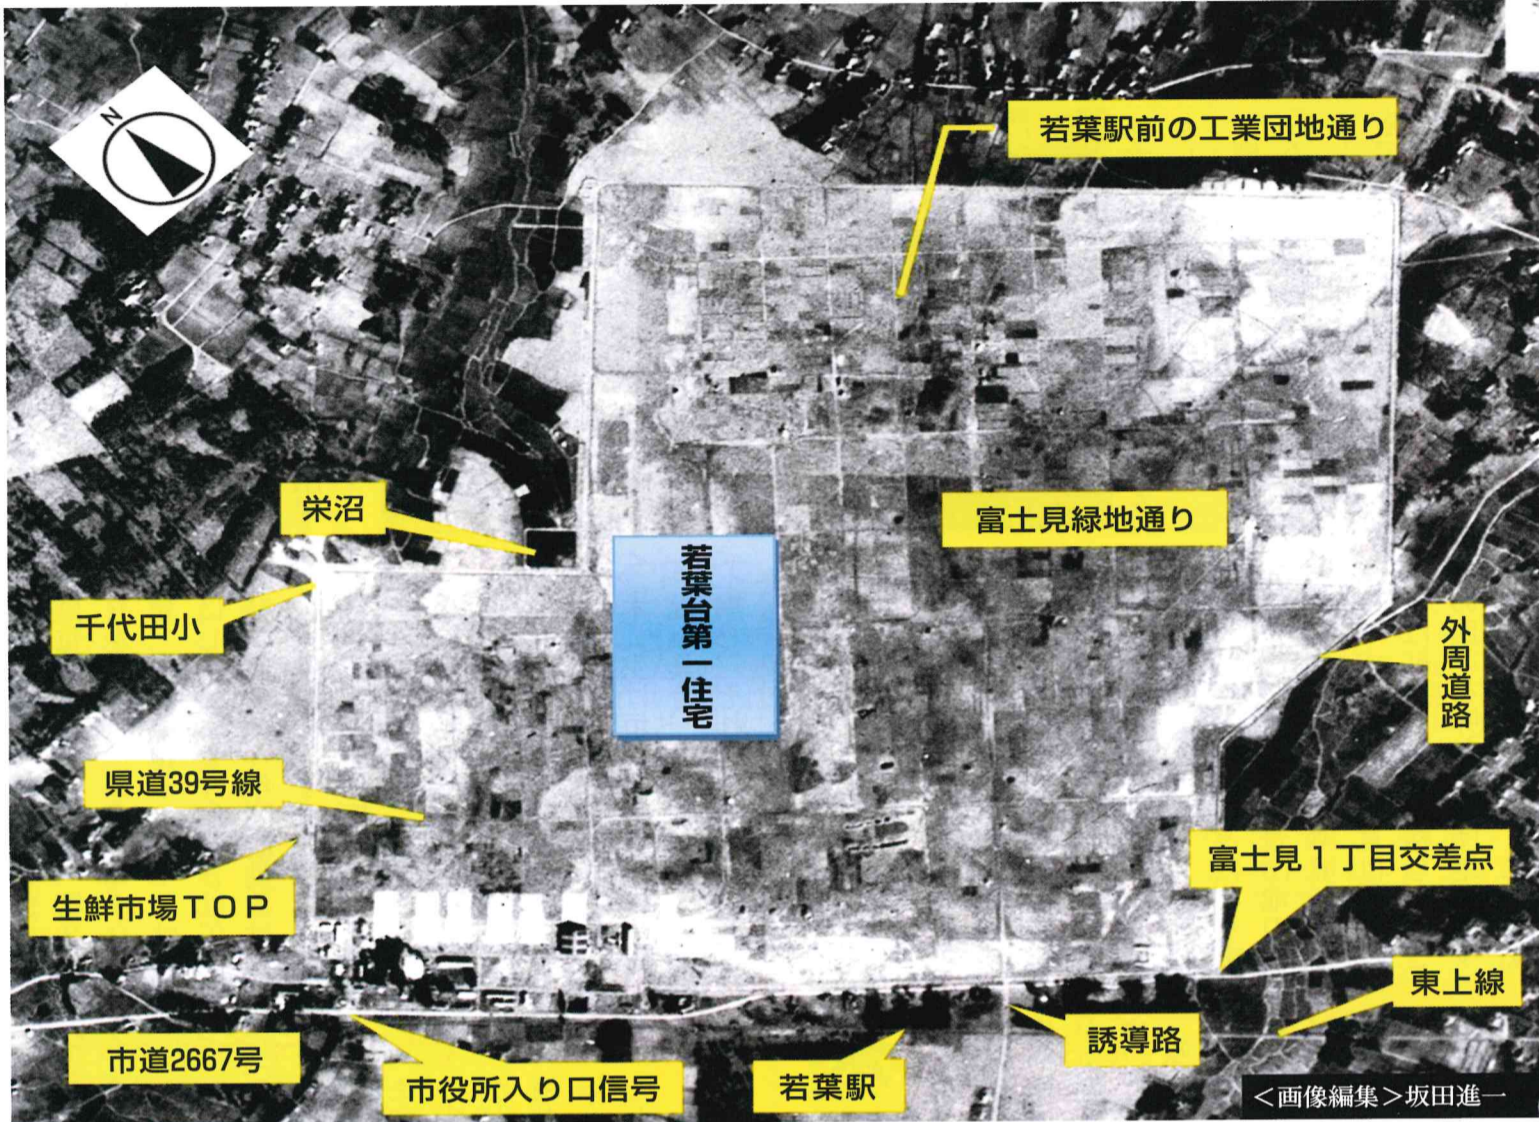 N
若葉駅前の工業団地通り
栄沼
富士見緑地通り
若葉台第一住宅
千代田小
外周道路
県道39号線
富士見1丁目交差点
生鮮市場TOP
東上線
誘導路
市道2667号
市役所入り口信号
若葉駅
<画像編集>坂田進一